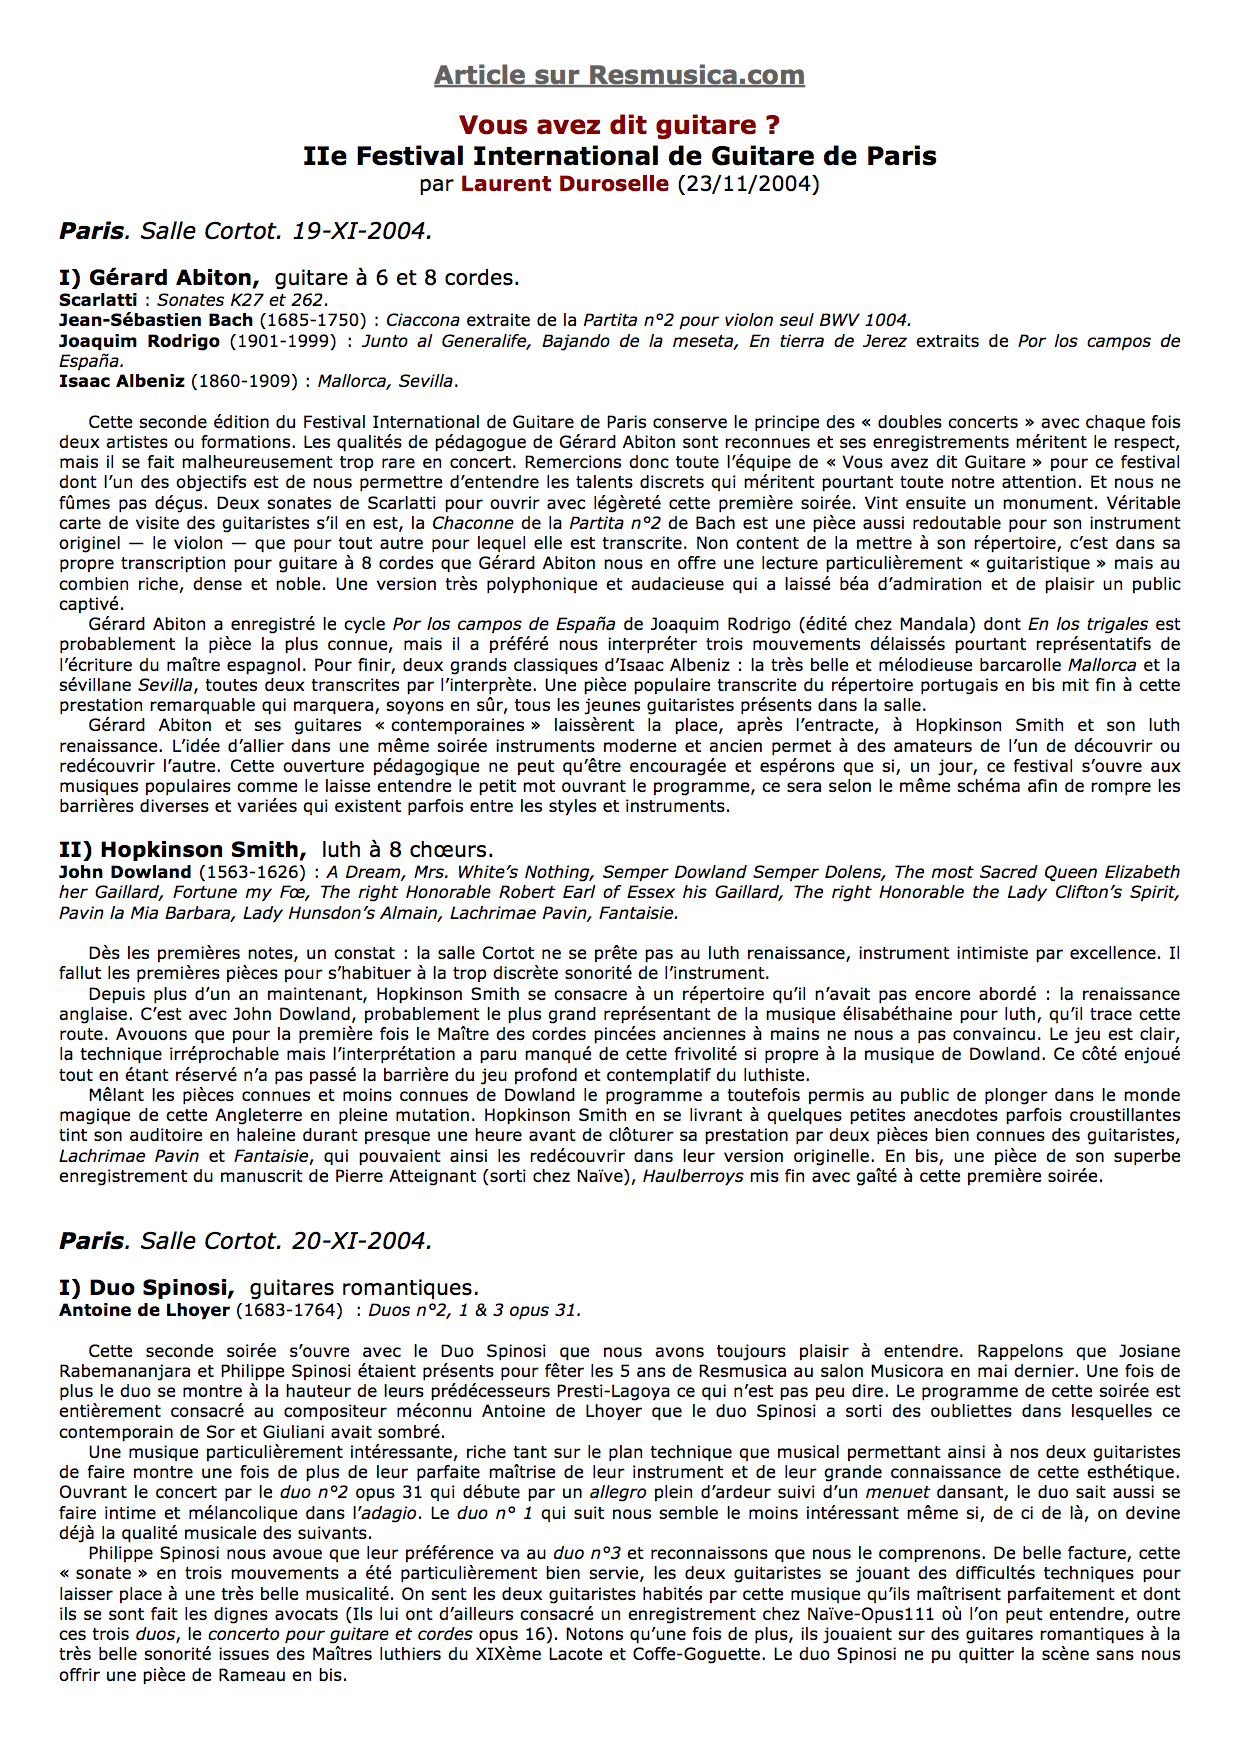 Article sur Resmusica.com
Vous avez dit guitare ?
IIe Festival International de Guitare de Paris
par Laurent Duroselle (23/11/2004)
Paris. Salle Cortot. 19-XI-2004.
I) Gérard Abiton, guitare à 6 et 8 cordes.
Scarlatti : Sonates K27 et 262.
Jean-Sébastien Bach (1685-1750) : Ciaccona extraite de la Partita n°2 pour violon seul BWV 1004.
Joaquim Rodrigo (1901-1999) : Junto al Generalife, Bajando de la meseta, En tierra de Jerez extraits de Por los campos de
España.
Isaac Albeniz (1860-1909) : Mallorca, Sevilla.
Cette seconde édition du Festival International de Guitare de Paris conserve le principe des « doubles concerts » avec chaque fois
deux artistes ou formations. Les qualités de pédagogue de Gérard Abiton sont reconnues et ses enregistrements méritent le respect,
mais il se fait malheureusement trop rare en concert. Remercions donc toute l’équipe de « Vous avez dit Guitare » pour ce festival
dont l’un des objectifs est de nous permettre d’entendre les talents discrets qui méritent pourtant toute notre attention. Et nous ne
fûmes pas déçus. Deux sonates de Scarlatti pour ouvrir avec légèreté cette première soirée. Vint ensuite un monument. Véritable
carte de visite des guitaristes s’il en est, la Chaconne de la Partita n°2 de Bach est une pièce aussi redoutable pour son instrument
originel — le violon — que pour tout autre pour lequel elle est transcrite. Non content de la mettre à son répertoire, c’est dans sa
propre transcription pour guitare à 8 cordes que Gérard Abiton nous en offre une lecture particulièrement « guitaristique » mais au
combien riche, dense et noble. Une version très polyphonique et audacieuse qui a laissé béa d’admiration et de plaisir un public
captivé.
Gérard Abiton a enregistré le cycle Por los campos de España de Joaquim Rodrigo (édité chez Mandala) dont En los trigales est
probablement la pièce la plus connue, mais il a préféré nous interpréter trois mouvements délaissés pourtant représentatifs de
l’écriture du maître espagnol. Pour finir, deux grands classiques d’Isaac Albeniz : la très belle et mélodieuse barcarolle Mallorca et la
sévillane Sevilla, toutes deux transcrites par l’interprète. Une pièce populaire transcrite du répertoire portugais en bis mit fin à cette
prestation remarquable qui marquera, soyons en sûr, tous les jeunes guitaristes présents dans la salle.
Gérard Abiton et ses guitares « contemporaines » laissèrent la place, après l’entracte, à Hopkinson Smith et son luth
renaissance. L’idée d’allier dans une même soirée instruments moderne et ancien permet à des amateurs de l’un de découvrir ou
redécouvrir l’autre. Cette ouverture pédagogique ne peut qu’être encouragée et espérons que si, un jour, ce festival s’ouvre aux
musiques populaires comme le laisse entendre le petit mot ouvrant le programme, ce sera selon le même schéma afin de rompre les
barrières diverses et variées qui existent parfois entre les styles et instruments.
II) Hopkinson Smith, luth à 8 chœurs.
John Dowland (1563-1626) : A Dream, Mrs. White’s Nothing, Semper Dowland Semper Dolens, The most Sacred Queen Elizabeth
her Gaillard, Fortune my Fœ, The right Honorable Robert Earl of Essex his Gaillard, The right Honorable the Lady Clifton’s Spirit,
Pavin la Mia Barbara, Lady Hunsdon’s Almain, Lachrimae Pavin, Fantaisie.
Dès les premières notes, un constat : la salle Cortot ne se prête pas au luth renaissance, instrument intimiste par excellence. Il
fallut les premières pièces pour s’habituer à la trop discrète sonorité de l’instrument.
Depuis plus d’un an maintenant, Hopkinson Smith se consacre à un répertoire qu’il n’avait pas encore abordé : la renaissance
anglaise. C’est avec John Dowland, probablement le plus grand représentant de la musique élisabéthaine pour luth, qu’il trace cette
route. Avouons que pour la première fois le Maître des cordes pincées anciennes à mains ne nous a pas convaincu. Le jeu est clair,
la technique irréprochable mais l’interprétation a paru manqué de cette frivolité si propre à la musique de Dowland. Ce côté enjoué
tout en étant réservé n’a pas passé la barrière du jeu profond et contemplatif du luthiste.
Mêlant les pièces connues et moins connues de Dowland le programme a toutefois permis au public de plonger dans le monde
magique de cette Angleterre en pleine mutation. Hopkinson Smith en se livrant à quelques petites anecdotes parfois croustillantes
tint son auditoire en haleine durant presque une heure avant de clôturer sa prestation par deux pièces bien connues des guitaristes,
Lachrimae Pavin et Fantaisie, qui pouvaient ainsi les redécouvrir dans leur version originelle. En bis, une pièce de son superbe
enregistrement du manuscrit de Pierre Atteignant (sorti chez Naïve), Haulberroys mis fin avec gaîté à cette première soirée.
Paris. Salle Cortot. 20-XI-2004.
I) Duo Spinosi, guitares romantiques.
Antoine de Lhoyer (1683-1764) : Duos n°2, 1 & 3 opus 31.
Cette seconde soirée s’ouvre avec le Duo Spinosi que nous avons toujours plaisir à entendre. Rappelons que Josiane
Rabemananjara et Philippe Spinosi étaient présents pour fêter les 5 ans de Resmusica au salon Musicora en mai dernier. Une fois de
plus le duo se montre à la hauteur de leurs prédécesseurs Presti-Lagoya ce qui n’est pas peu dire. Le programme de cette soirée est
entièrement consacré au compositeur méconnu Antoine de Lhoyer que le duo Spinosi a sorti des oubliettes dans lesquelles ce
contemporain de Sor et Giuliani avait sombré.
Une musique particulièrement intéressante, riche tant sur le plan technique que musical permettant ainsi à nos deux guitaristes
de faire montre une fois de plus de leur parfaite maîtrise de leur instrument et de leur grande connaissance de cette esthétique.
Ouvrant le concert par le duo n°2 opus 31 qui débute par un allegro plein d’ardeur suivi d’un menuet dansant, le duo sait aussi se
faire intime et mélancolique dans l’adagio. Le duo n° 1 qui suit nous semble le moins intéressant même si, de ci de là, on devine
déjà la qualité musicale des suivants.
Philippe Spinosi nous avoue que leur préférence va au duo n°3 et reconnaissons que nous le comprenons. De belle facture, cette
« sonate » en trois mouvements a été particulièrement bien servie, les deux guitaristes se jouant des difficultés techniques pour
laisser place à une très belle musicalité. On sent les deux guitaristes habités par cette musique qu’ils maîtrisent parfaitement et dont
ils se sont fait les dignes avocats (Ils lui ont d’ailleurs consacré un enregistrement chez Naïve-Opus111 où l’on peut entendre, outre
ces trois duos, le concerto pour guitare et cordes opus 16). Notons qu’une fois de plus, ils jouaient sur des guitares romantiques à la
très belle sonorité issues des Maîtres luthiers du XIXème Lacote et Coffe-Goguette. Le duo Spinosi ne pu quitter la scène sans nous
offrir une pièce de Rameau en bis.